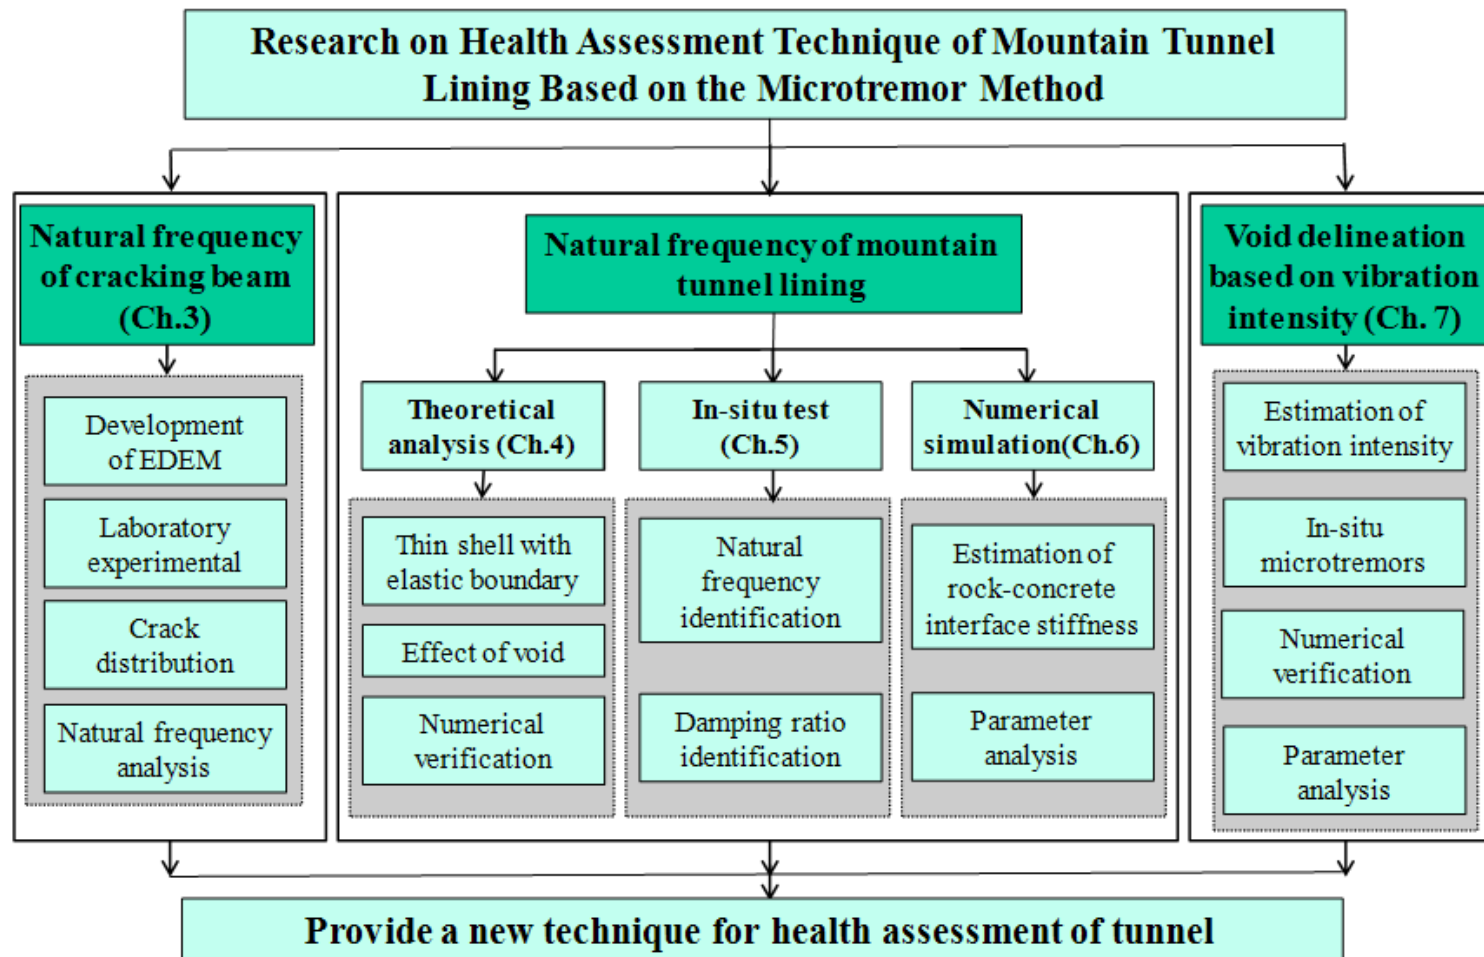 Research on Health Assessment Technique of Mountain Tunnel
Lining Based on the Microtremor Method
Natural frequency
of cracking beam
(Ch.3)
Development
of EDEM
Laboratory
experimental
Crack
distribution
Natural frequency
analysis
Natural frequency of mountain
tunnel lining
Theoretical
analysis (Ch.4)
Thin shell with
elastic boundary
Effect of void
Numerical
verification
In-situ test
(Ch.5)
Natural
frequency
identification
Damping ratio
identification
Numerical
simulation(Ch.6)
Estimation of
rock-concrete
interface stiffness
Parameter
analysis
Void delineation
based on vibration
intensity (Ch. 7)
Estimation of
vibration intensity
In-situ
microtremors
Numerical
verification
Parameter
analysis
Provide a new technique for health assessment of tunnel